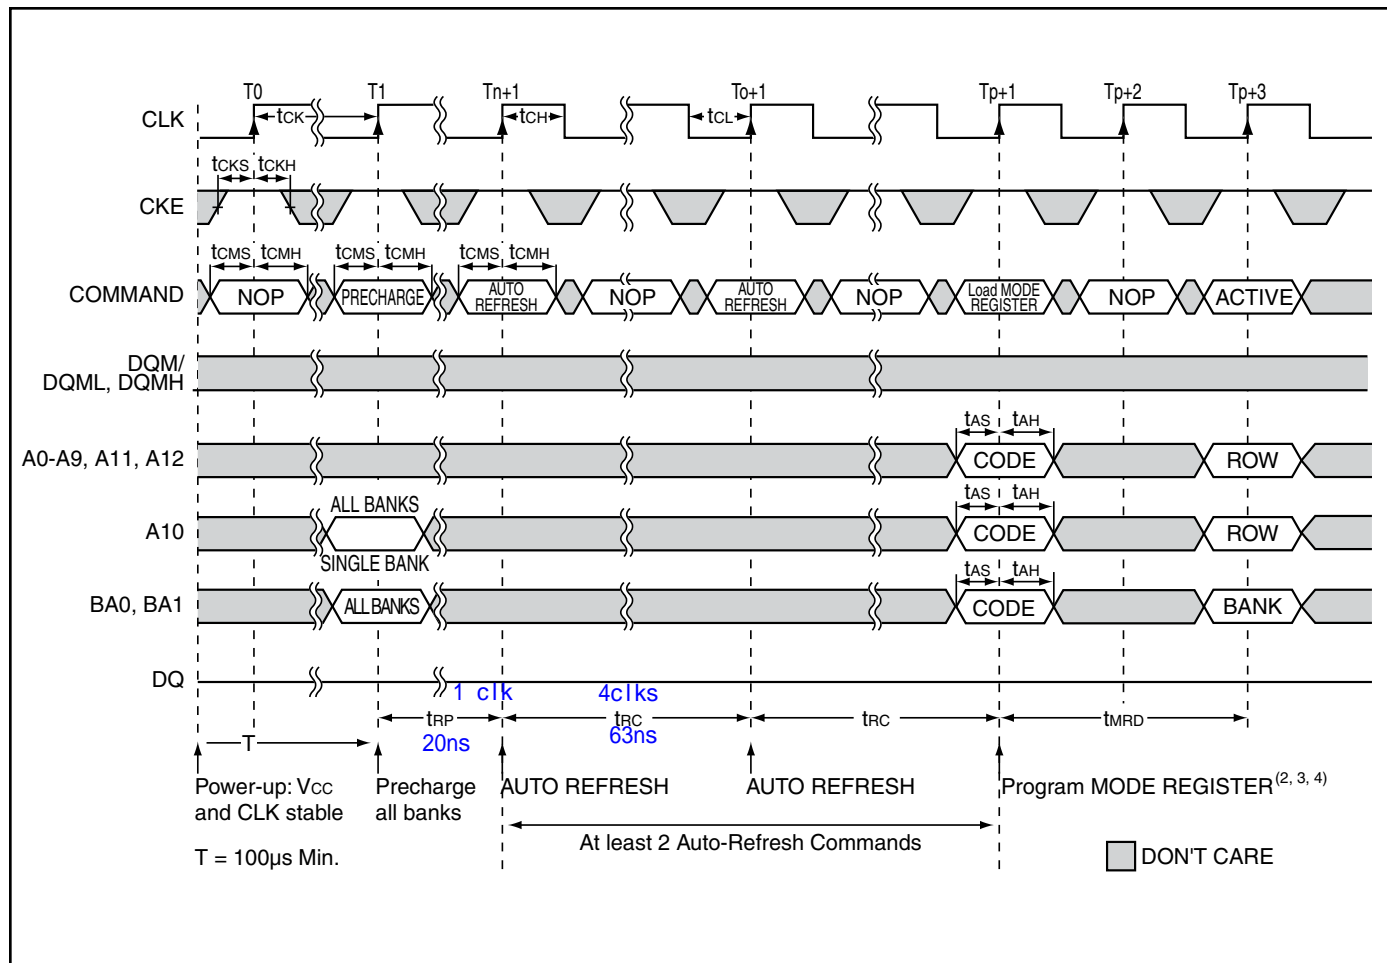 T0 T1 Tn+1 To+1 Tp+1 Tp+2 Tp+3
CLK tCK tCH tCL
tCKS tCKH
CKE
tCMS tCMH tCMS tCMH tCMS tCMH
COMMAND NOP PRECHARGE AUTO REFRESH NOP AUTO REFRESH NOP Load MODE REGISTER NOP ACTIVE
DQM/
DQML, DQMH
tAS tAH
A0-A9, A11, A12 CODE ROW
ALL BANKS tAS tAH
A10 CODE ROW
SINGLE BANK tAS tAH
BA0, BA1 ALL BANKS CODE BANK
DQ
1 clk 4clks
T tRP tRC tRC tMRD
20ns 63ns
Power-up: VCC Precharge AUTO REFRESH AUTO REFRESH Program MODE REGISTER(2, 3, 4)
and CLK stable all banks
At least 2 Auto-Refresh Commands
T = 100µs Min. DON'T CARE